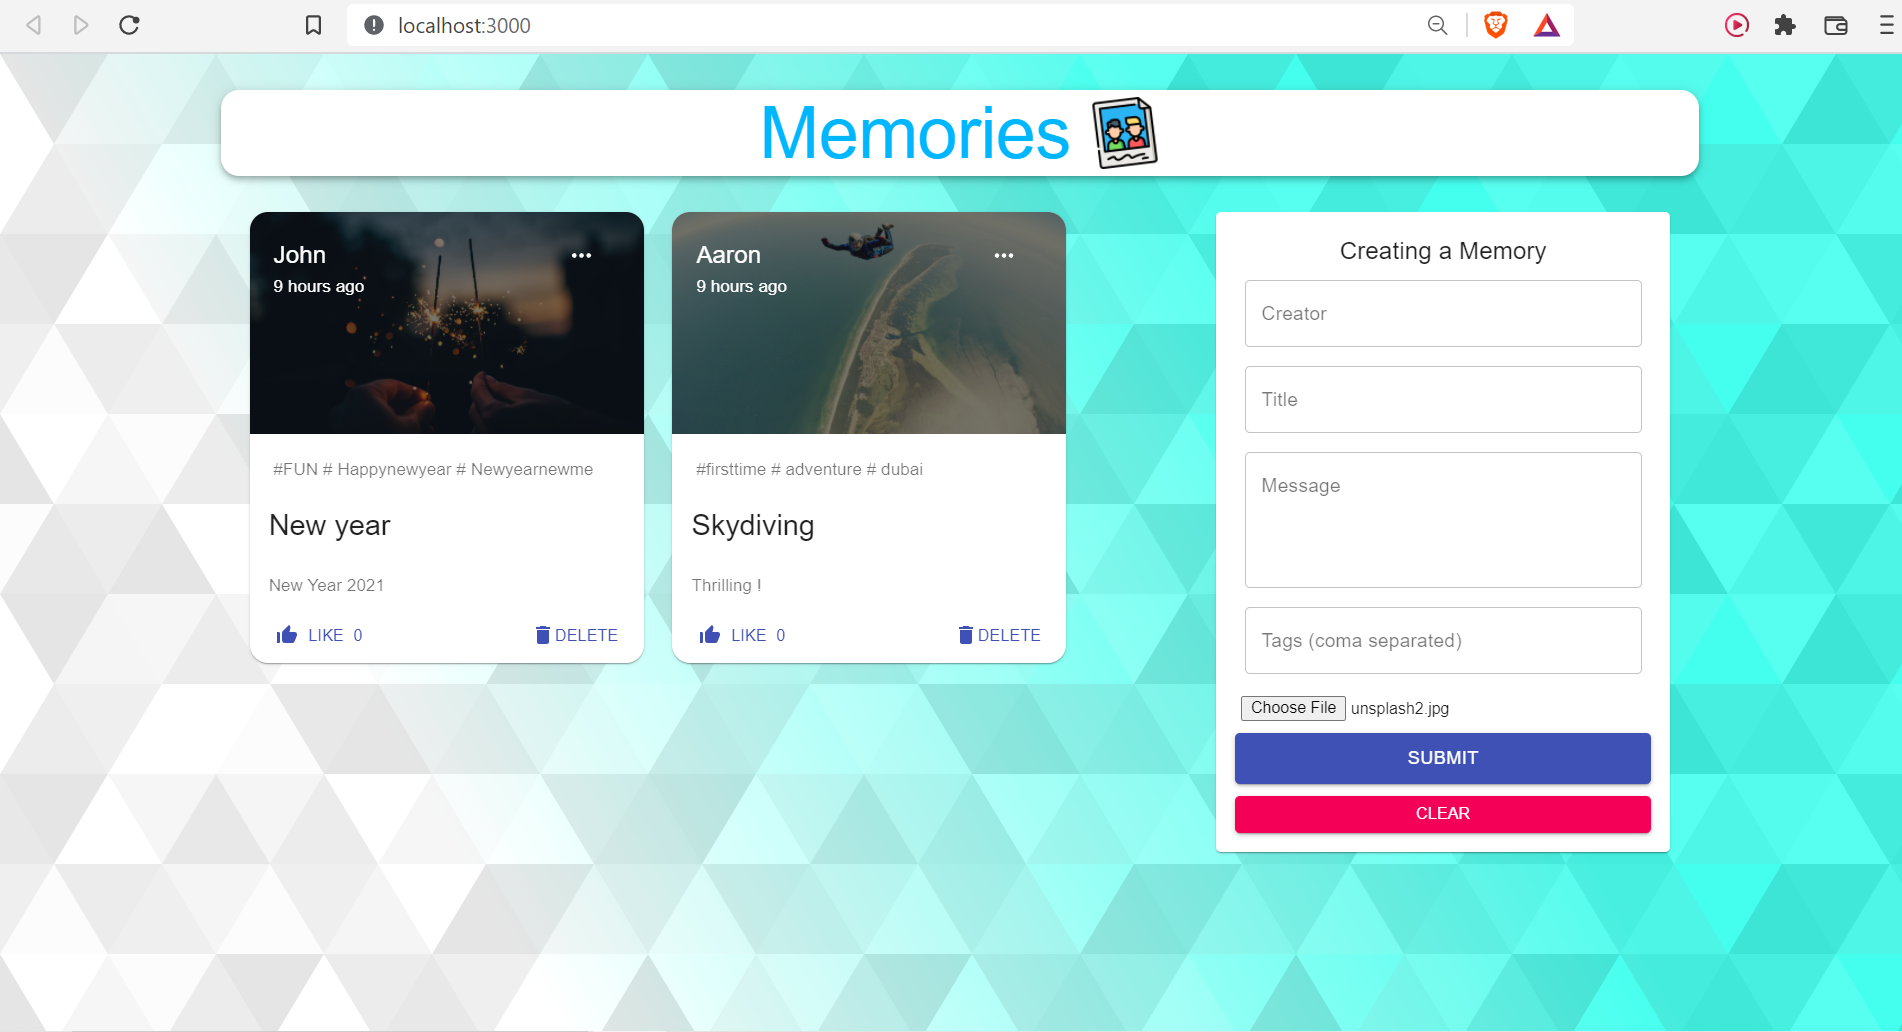 localhost:3000
Memories
John
9 hours ago
#FUN # Happynewyear # Newyearnewme
New year
New Year 2021
LIKE 0
DELETE
Aaron
9 hours ago
#firsttime # adventure # dubai
Skydiving
Thrilling !
LIKE 0
DELETE
Creating a Memory
Creator
Title
Message
Tags (coma separated)
Choose File unsplash2.jpg
SUBMIT
CLEAR